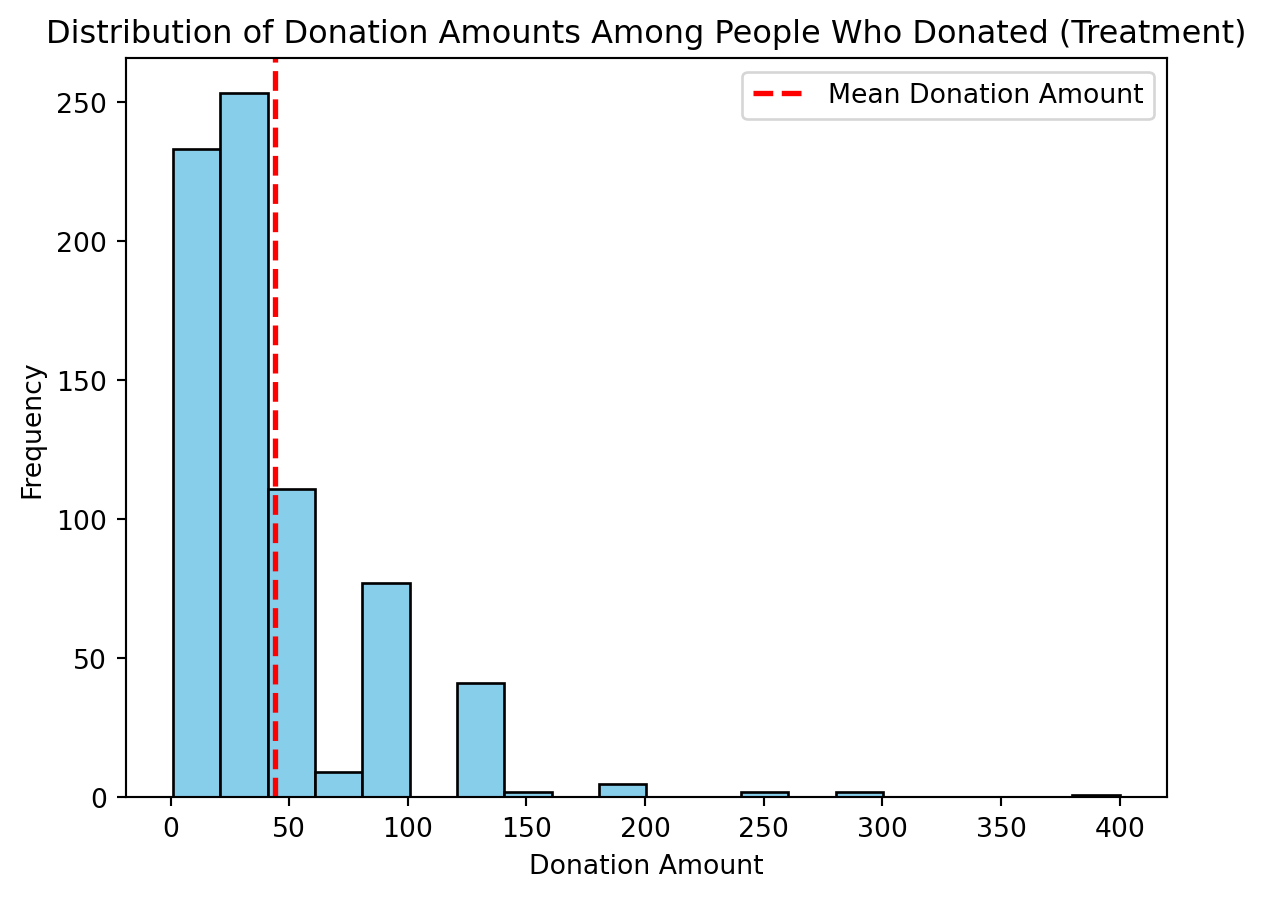 Distribution of Donation Amounts Among People Who Donated (Treatment)
Mean Donation Amount
Frequency
250
200
150
100
50
0
0 50 100 150 200 250 300 350 400
Donation Amount